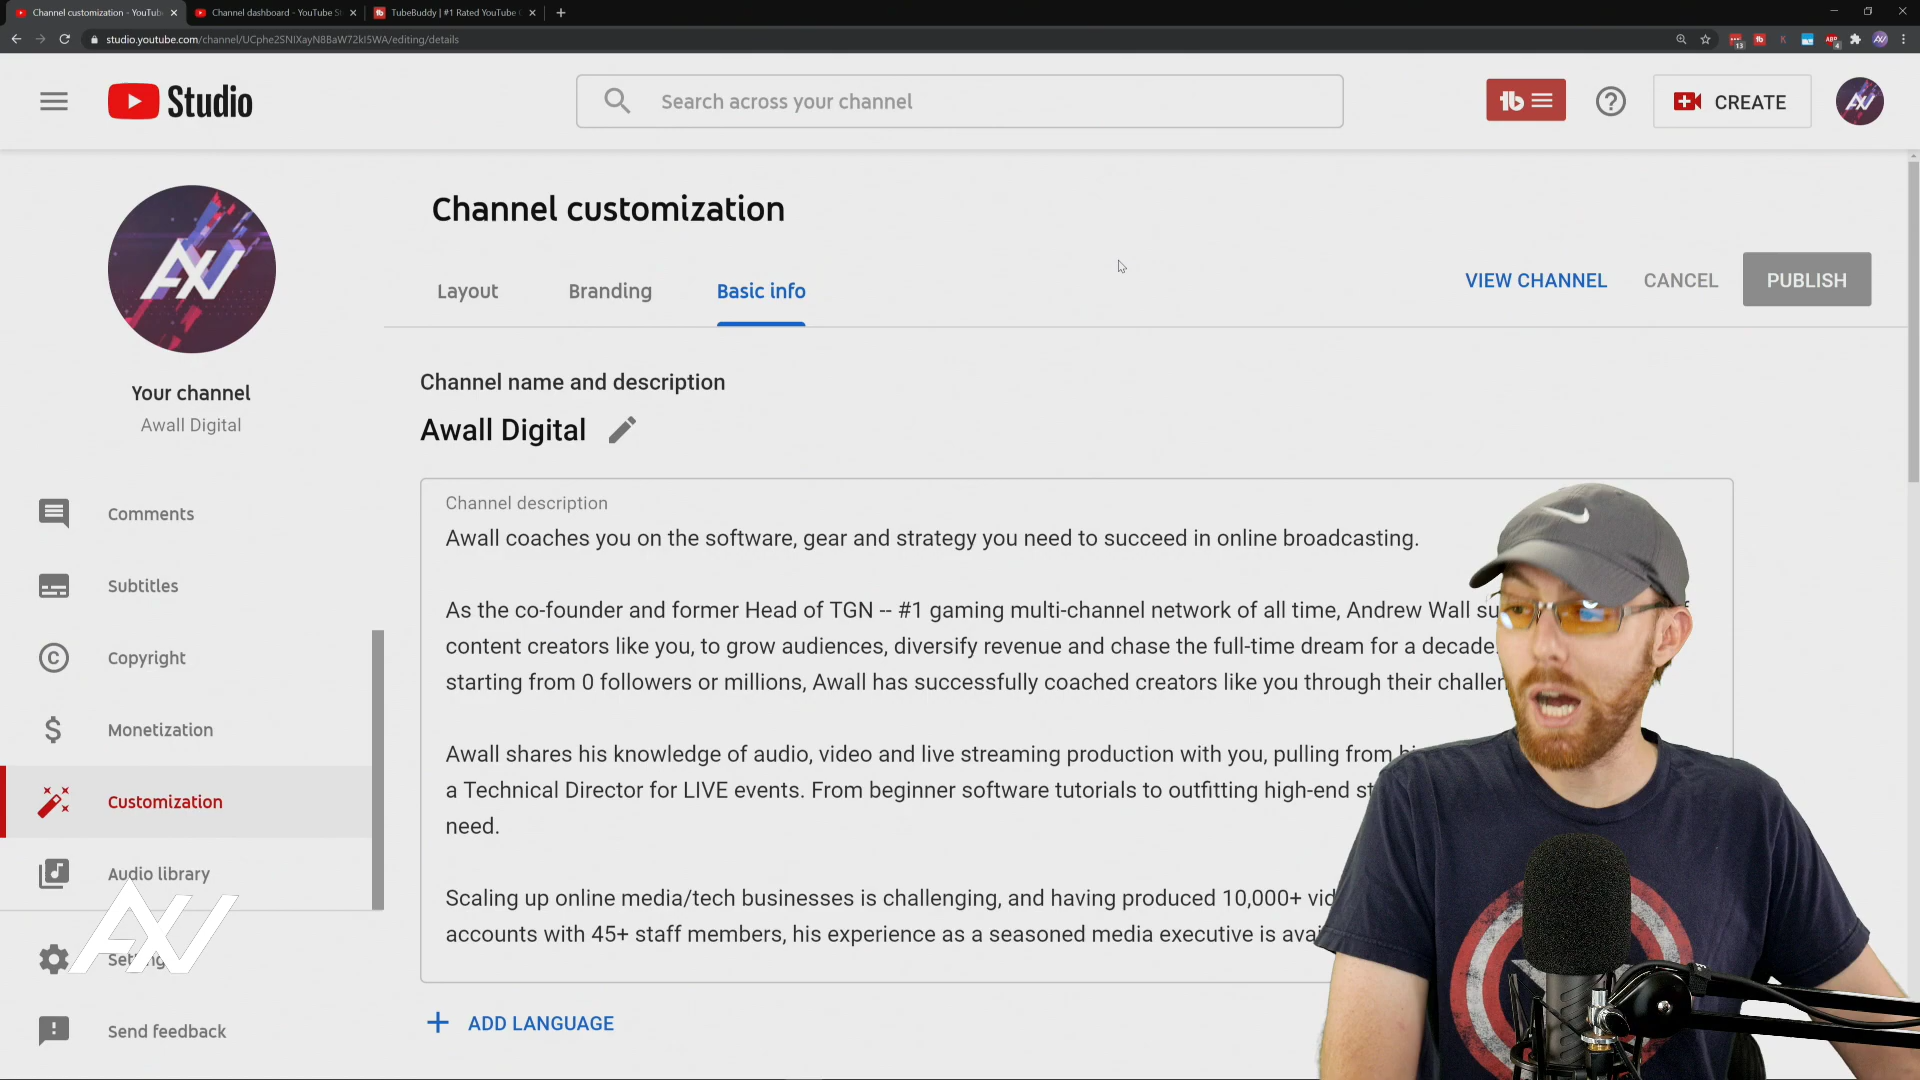 Channel customization - YouTub
Channel dashboard - YouTube St
TubeBuddy | #1 Rated YouTube
studio.youtube.com/channel/UCphe2SNIXayN8BaW72kI5WA/editing/details
Studio
Search across your channel
CREATE
Channel customization
Layout
Branding
Basic info
VIEW CHANNEL
CANCEL
PUBLISH
Your channel
Awall Digital
Channel name and description
Awall Digital
Channel description
Awall coaches you on the software, gear and strategy you need to succeed in online broadcasting.
As the co-founder and former Head of TGN -- #1 gaming multi-channel network of all time, Andrew Wall su
content creators like you, to grow audiences, diversify revenue and chase the full-time dream for a decade.
starting from 0 followers or millions, Awall has successfully coached creators like you through their challen
Awall shares his knowledge of audio, video and live streaming production with you, pulling from
a Technical Director for LIVE events. From beginner software tutorials to outfitting high-end st
need.
Scaling up online media/tech businesses is challenging, and having produced 10,000+ vid
accounts with 45+ staff members, his experience as a seasoned media executive is avai
ADD LANGUAGE
Comments
Subtitles
Copyright
Monetization
Customization
Audio library
Settings
Send feedback